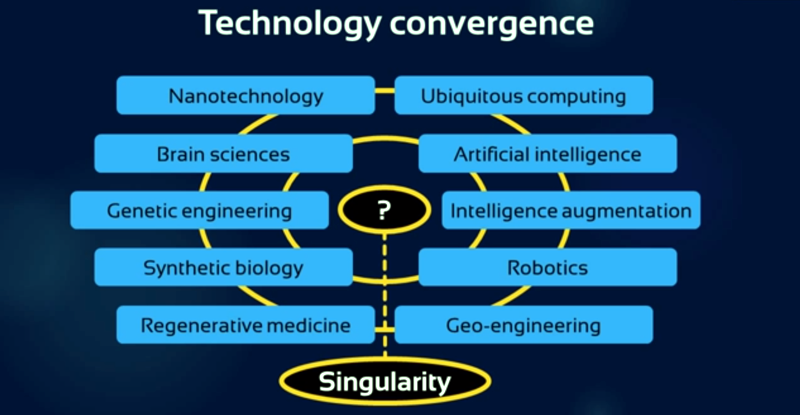 Technology convergence
Nanotechnology
Ubiquitous computing
Brain sciences
Artificial intelligence
Genetic engineering
?
Intelligence augmentation
Synthetic biology
Robotics
Regenerative medicine
Geo-engineering
Singularity